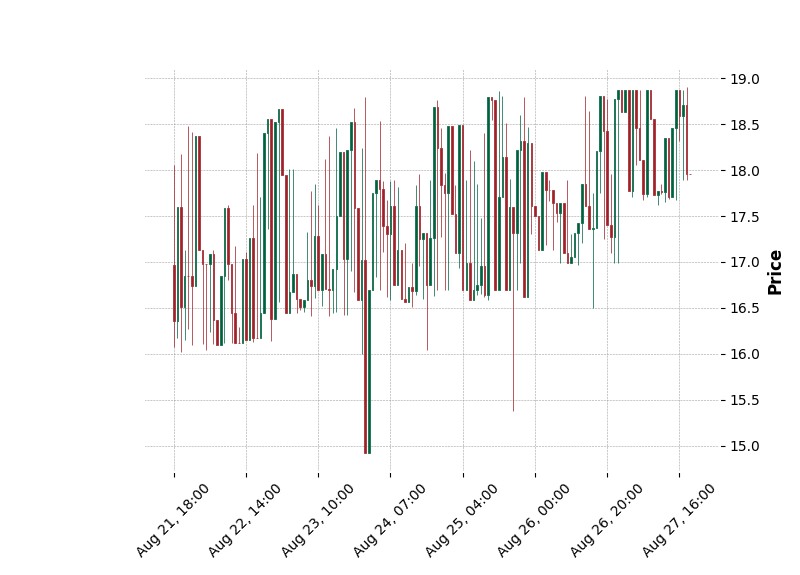 19.0
18.5
18.0
17.5
17.0
16.5
16.0
15.5
15.0
Price
Aug 21, 18:00
Aug 22, 14:00
Aug 23, 10:00
Aug 24, 07:00
Aug 25, 04:00
Aug 26, 00:00
Aug 26, 20:00
Aug 27, 16:00